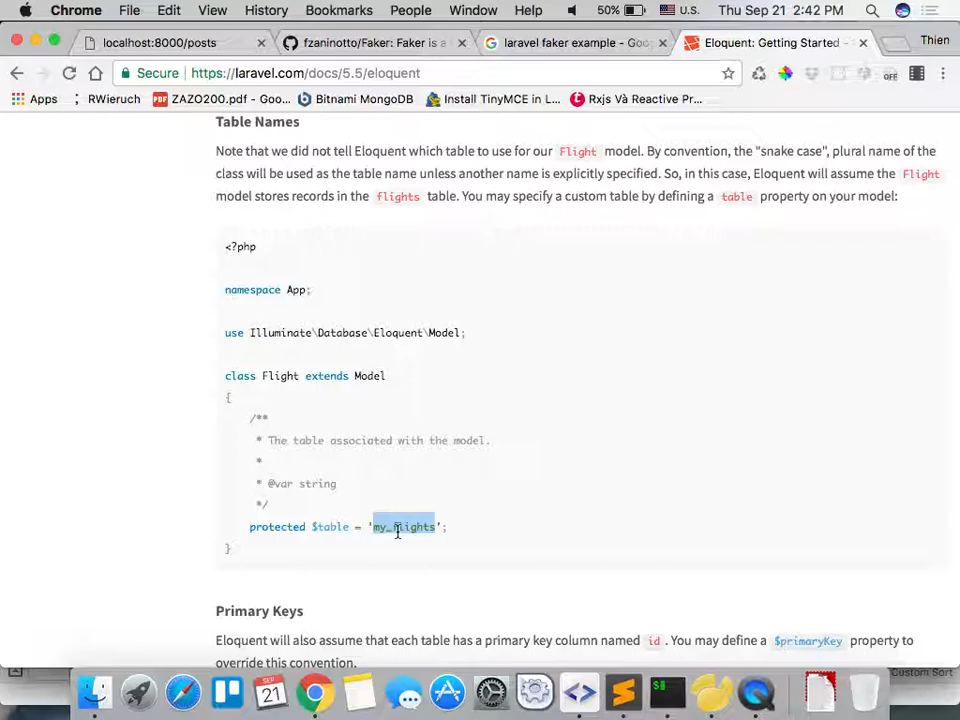 Chrome File Edit View History Bookmarks People Window Help 50% U.S. Thu Sep 21 2:42 PM
localhost:8000/posts × fzaninotto/Faker: Faker is a × laravel faker example - Goo × Eloquent: Getting Started - × Thien
Secure https://laravel.com/docs/5.5/eloquent OFF
Apps RWieruch ZAZO200.pdf - Goo... Bitnami MongoDB Install TinyMCE in L... Rxjs Và Reactive Pr...
Table Names
Note that we did not tell Eloquent which table to use for our Flight model. By convention, the "snake case", plural name of the
class will be used as the table name unless another name is explicitly specified. So, in this case, Eloquent will assume the Flight
model stores records in the flights table. You may specify a custom table by defining a table property on your model:
<?php
namespace App;
use Illuminate\Database\Eloquent\Model;
class Flight extends Model
{
/**
* The table associated with the model.
*
* @var string
*/
protected $table = 'my_flights';
}
Primary Keys
Eloquent will also assume that each table has a primary key column named id . You may define a $primaryKey property to
override this convention.
Custom Sort
SEP
21